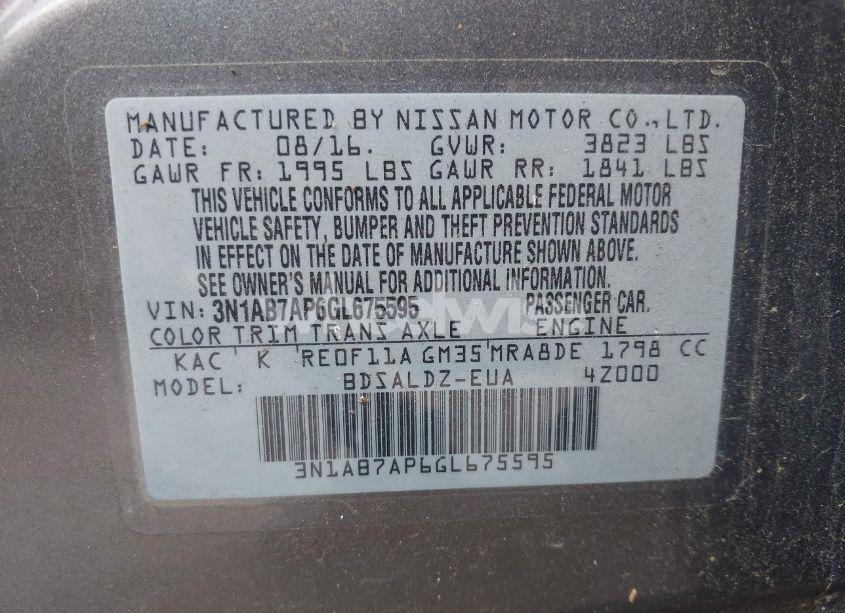 MANUFACTURED BY NISSAN MOTOR CO.,LTD.
DATE: 08/16. GVWR: 3823 LBS
GAWR FR: 1995 LBS GAWR RR: 1841 LBS
THIS VEHICLE CONFORMS TO ALL APPLICABLE FEDERAL MOTOR
VEHICLE SAFETY, BUMPER AND THEFT PREVENTION STANDARDS
IN EFFECT ON THE DATE OF MANUFACTURE SHOWN ABOVE.
SEE OWNER'S MANUAL FOR ADDITIONAL INFORMATION.
VIN: 3N1AB7AP6GL675595 PASSENGER CAR.
COLOR TRIM TRANS AXLE ENGINE
KAC K RE0F11A GM35 MRA8DE 1798 CC
MODEL: BDSALDZ-EUA 4Z000
3N1AB7AP6GL675595